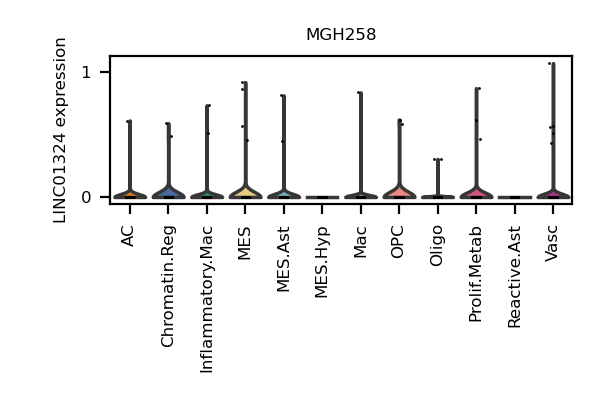 MGH258
LINC01324 expression
1
0
AC
Chromatin.Reg
Inflammatory.Mac
MES
MES.Ast
MES.Hyp
Mac
OPC
Oligo
Prolif.Metab
Reactive.Ast
Vasc